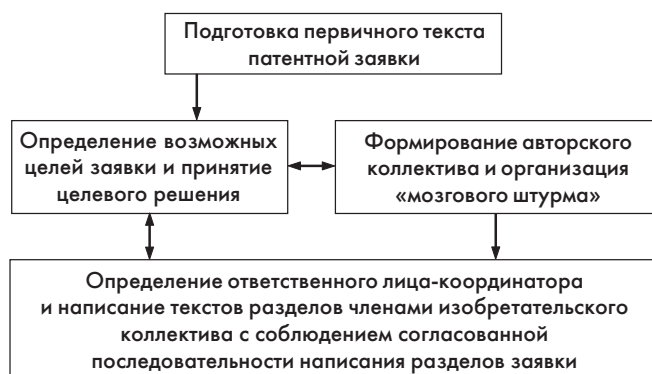 Подготовка первичного текста
патентной заявки
Определение возможных
целей заявки и принятие
целевого решения
Формирование авторского
коллектива и организация
«мозгового штурма»
Определение ответственного лица-координатора
и написание текстов разделов членами изобретательского
коллектива с соблюдением согласованной
последовательности написания разделов заявки